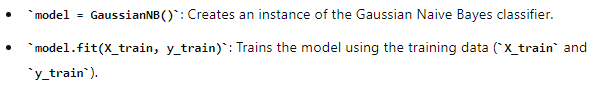 • `model = GaussianNB()`: Creates an instance of the Gaussian Naive Bayes classifier.
• `model.fit(X_train, y_train)`: Trains the model using the training data (`X_train` and
`y_train`).